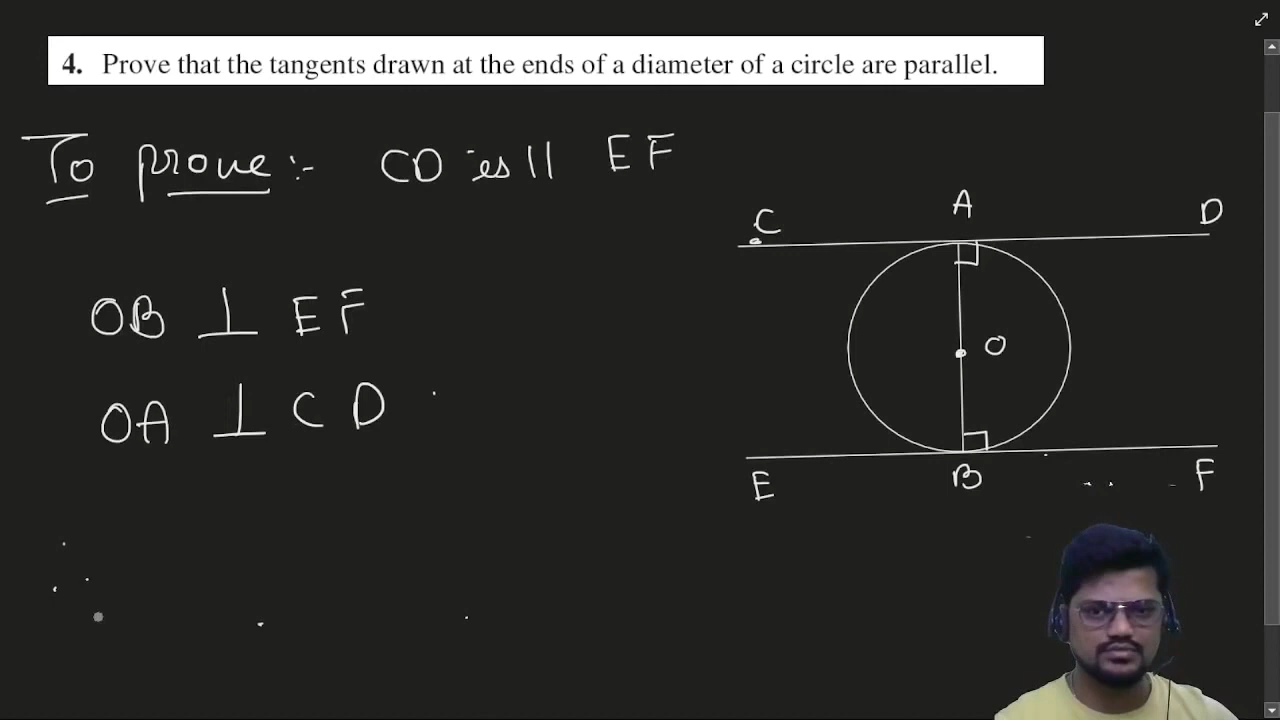 4. Prove that the tangents drawn at the ends of a diameter of a circle are parallel.
To prove :- CD is || EF
C A D
OB ⊥ EF
O
OA ⊥ CD
E B F
∴